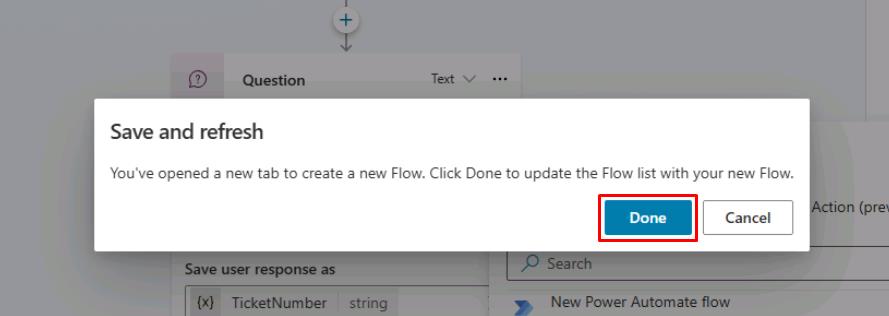 Question
Text
Save and refresh
You've opened a new tab to create a new Flow. Click Done to update the Flow list with your new Flow.
Done
Cancel
Action (prev
Save user response as
Search
{x} TicketNumber string
New Power Automate flow